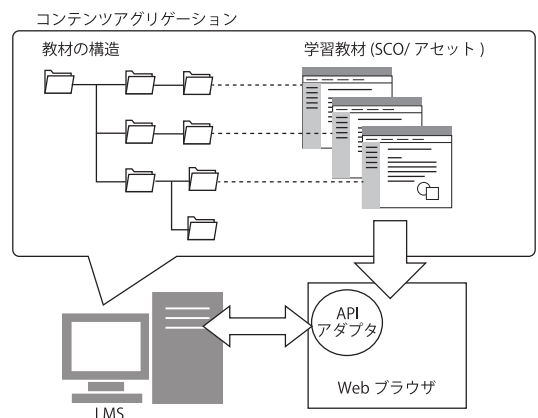 コンテンツアグリゲーション
教材の構造
学習教材 (SCO/ アセット )
API
アダプタ
Web ブラウザ
LMS